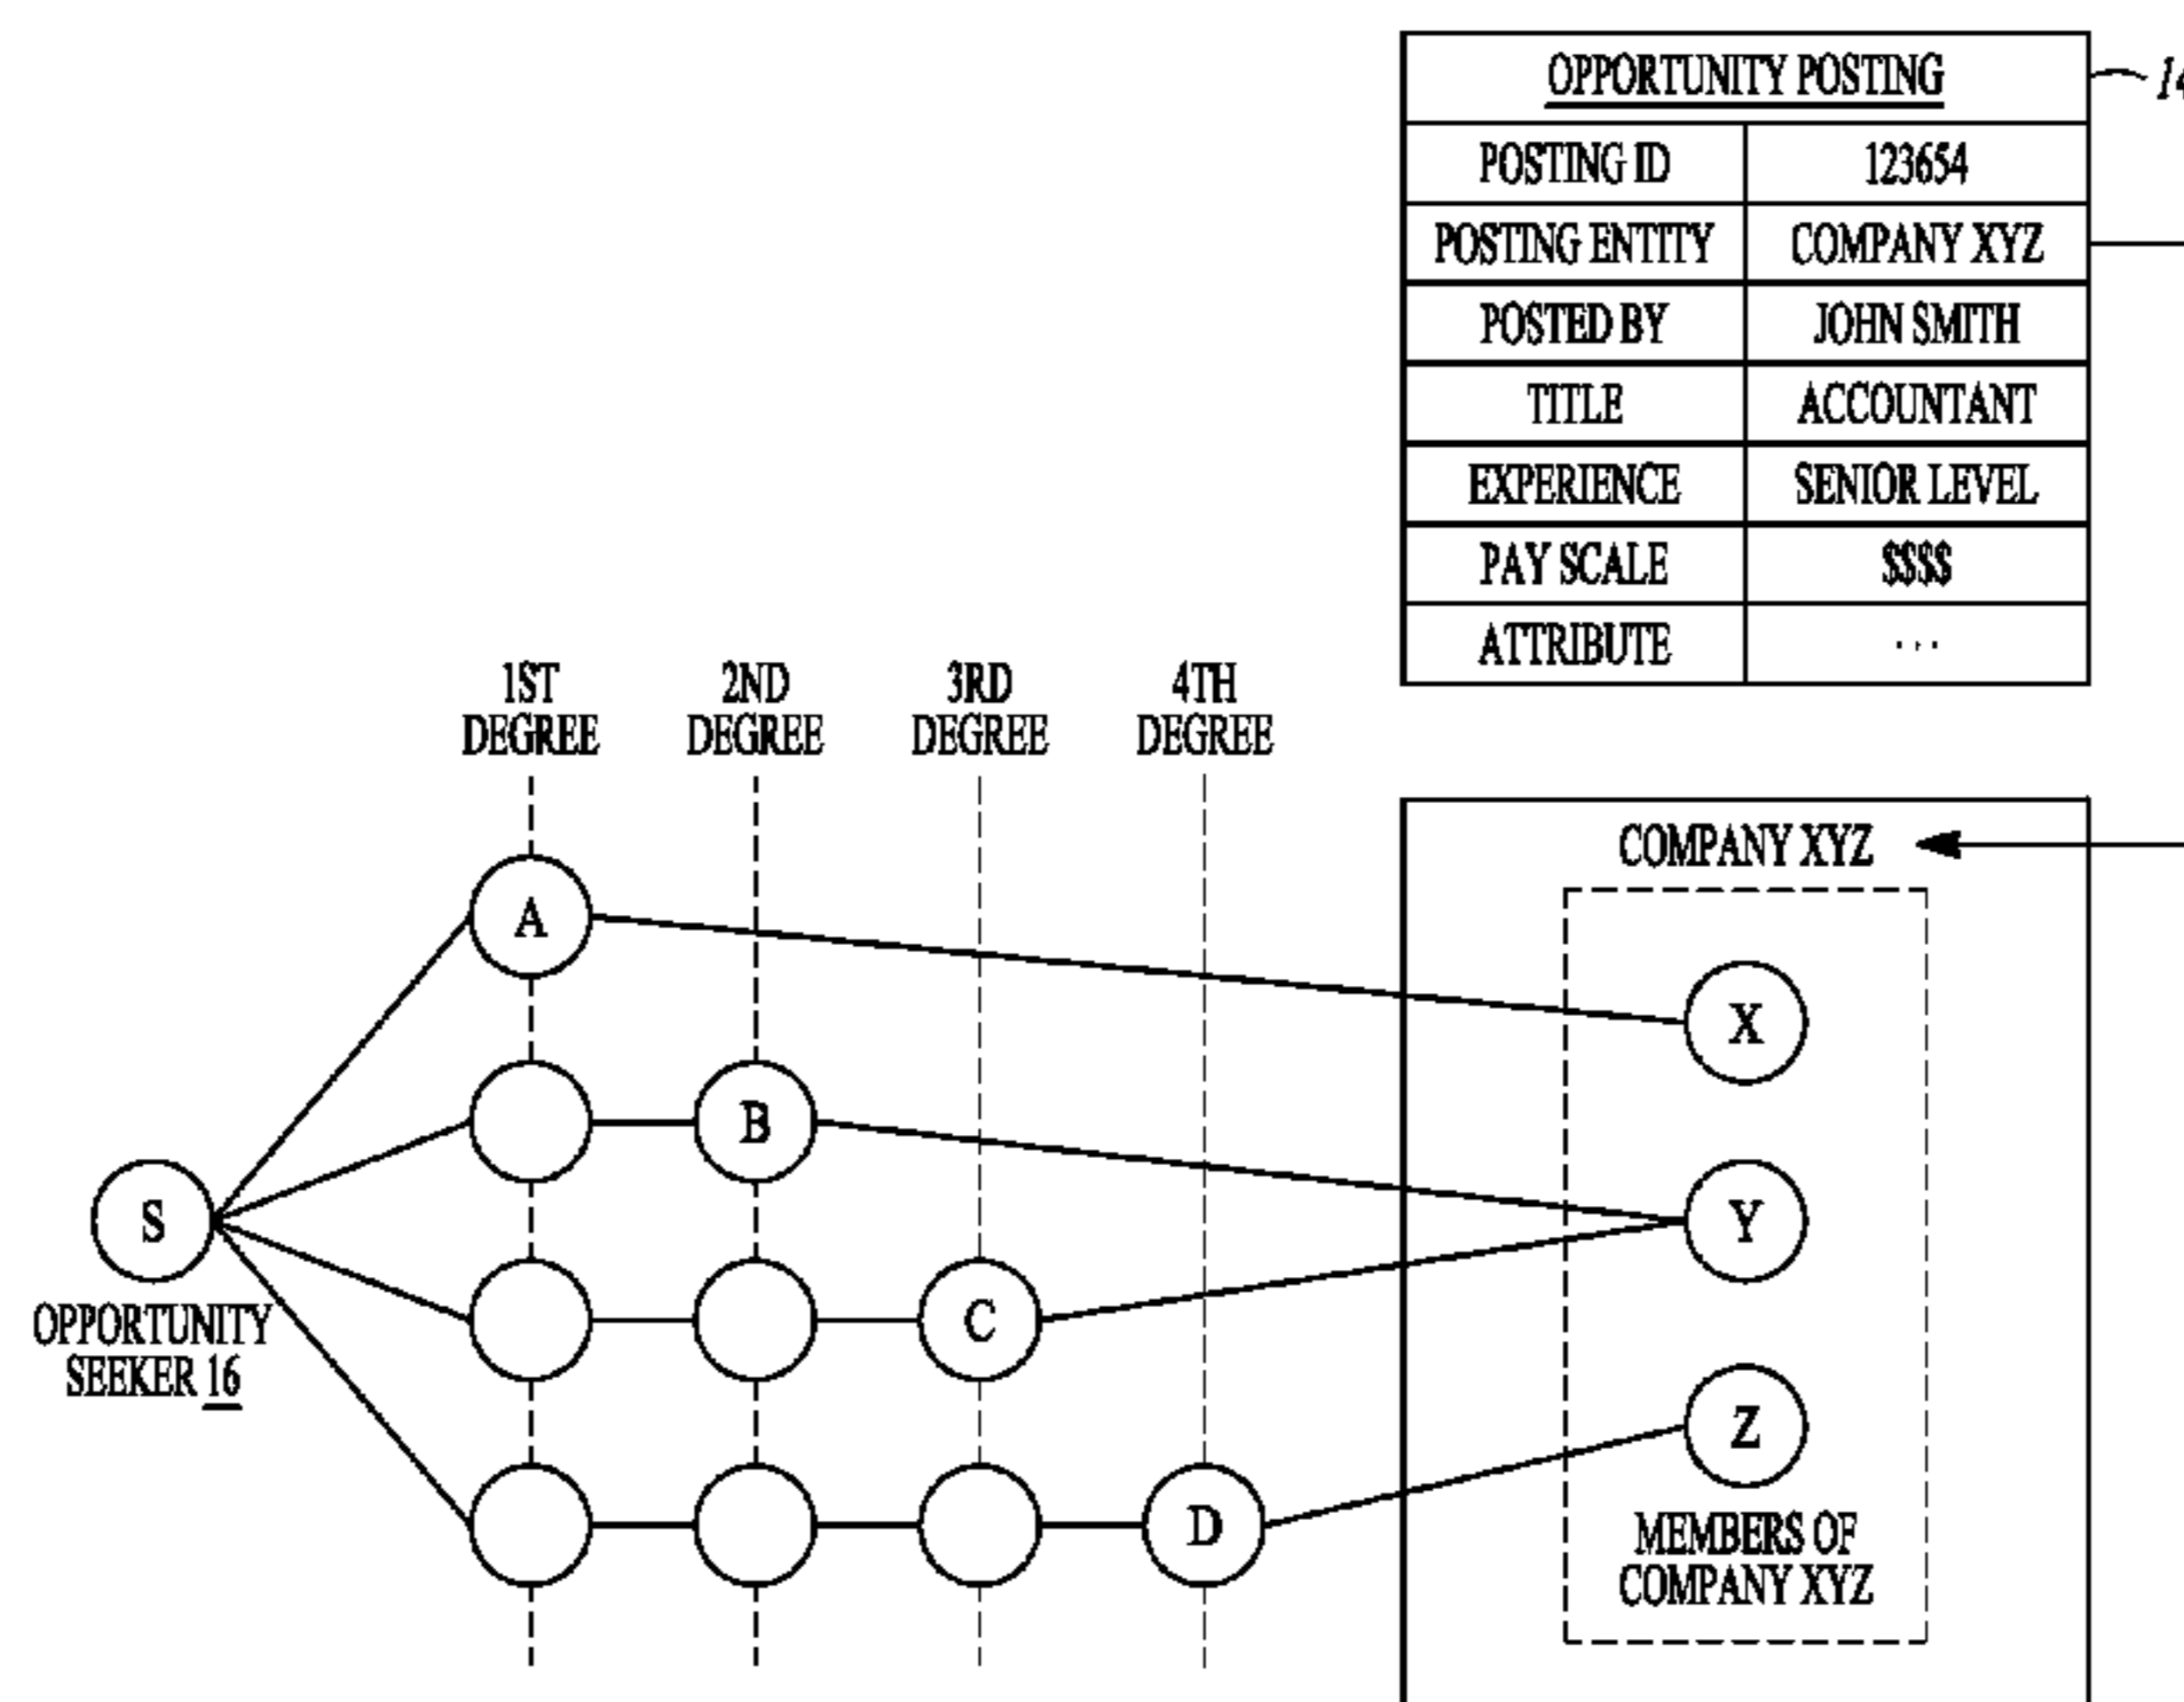 OPPORTUNITY POSTING
14
POSTING ID 123654
POSTING ENTITY COMPANY XYZ
POSTED BY JOHN SMITH
TITLE ACCOUNTANT
EXPERIENCE SENIOR LEVEL
PAY SCALE $$$$
ATTRIBUTE ...
1ST DEGREE
2ND DEGREE
3RD DEGREE
4TH DEGREE
COMPANY XYZ
A
X
B
S
Y
OPPORTUNITY
SEEKER 16
C
Z
D
MEMBERS OF
COMPANY XYZ